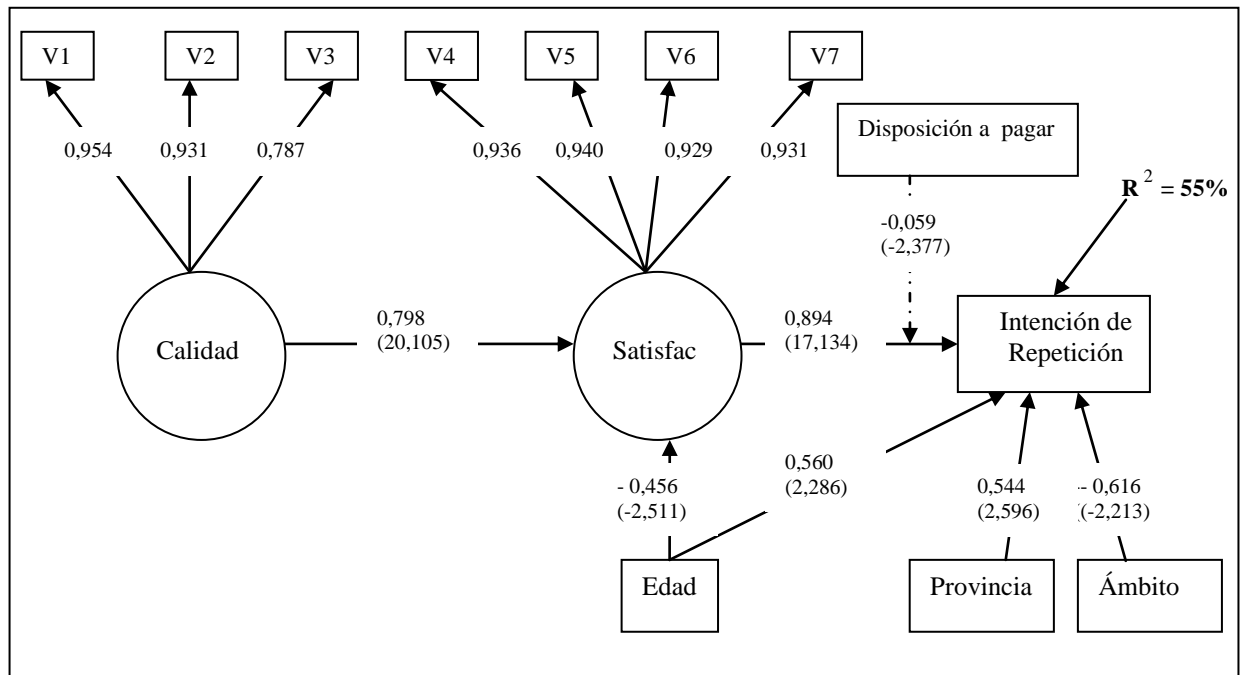 V1
V2
V3
V4
V5
V6
V7
0,954
0,931
0,787
0,936
0,940
0,929
0,931
Disposición a pagar
R² = 55%
-0,059
(-2,377)
Calidad
0,798
(20,105)
Satisfac
0,894
(17,134)
Intención de
Repetición
- 0,456
(-2,511)
0,560
(2,286)
0,544
(2,596)
-- 0,616
((-2,213)
Edad
Provincia
Ámbito